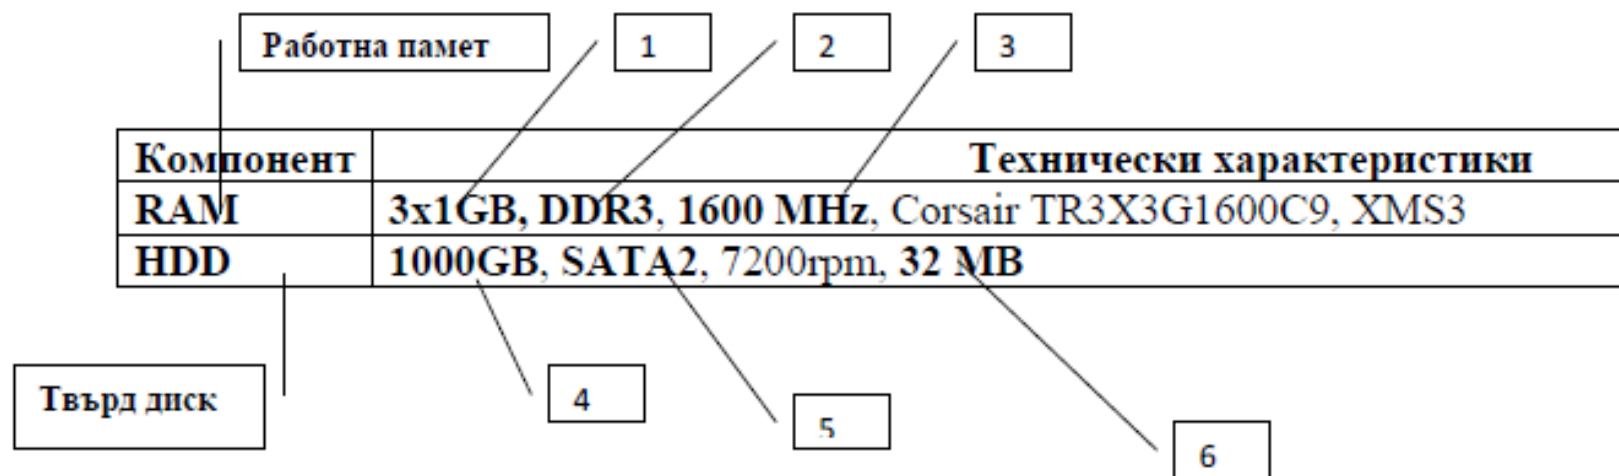 Работна памет 1 2 3
Компонент Технически характеристики
RAM 3x1GB, DDR3, 1600 MHz, Corsair TR3X3G1600C9, XMS3
HDD 1000GB, SATA2, 7200rpm, 32 MB
Твърд диск 4 5 6